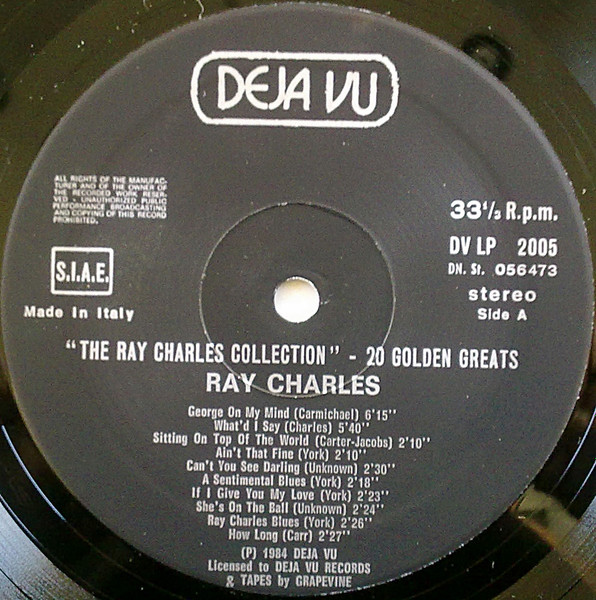 DEJA VU
ALL RIGHTS OF THE MANUFAC-
TURER AND OF THE OWNER OF
THE RECORDED WORK RESER-
VED - UNAUTHORIZED PUBLIC
PERFORMANCE BROADCASTING
AND COPYING OF THIS RECORD
PROHIBITED.
33 1/3 R.p.m.
DV LP 2005
DN. St. 056473
S.I.A.E.
stereo
Made in Italy
Side A
"THE RAY CHARLES COLLECTION" - 20 GOLDEN GREATS
RAY CHARLES
George On My Mind (Carmichael) 6'15''
What'd I Say (Charles) 5'40''
Sitting On Top Of The World (Carter-Jacobs) 2'10''
Ain't That Fine (York) 2'10''
Can't You See Darling (Unknown) 2'30''
A Sentimental Blues (York) 2'18''
If I Give You My Love (York) 2'23''
She's On The Ball (Unknown) 2'24''
Ray Charles Blues (York) 2'26''
How Long (Carr) 2'27''
(P) 1984 DEJA VU
Licensed to DEJA VU RECORDS
& TAPES by GRAPEVINE